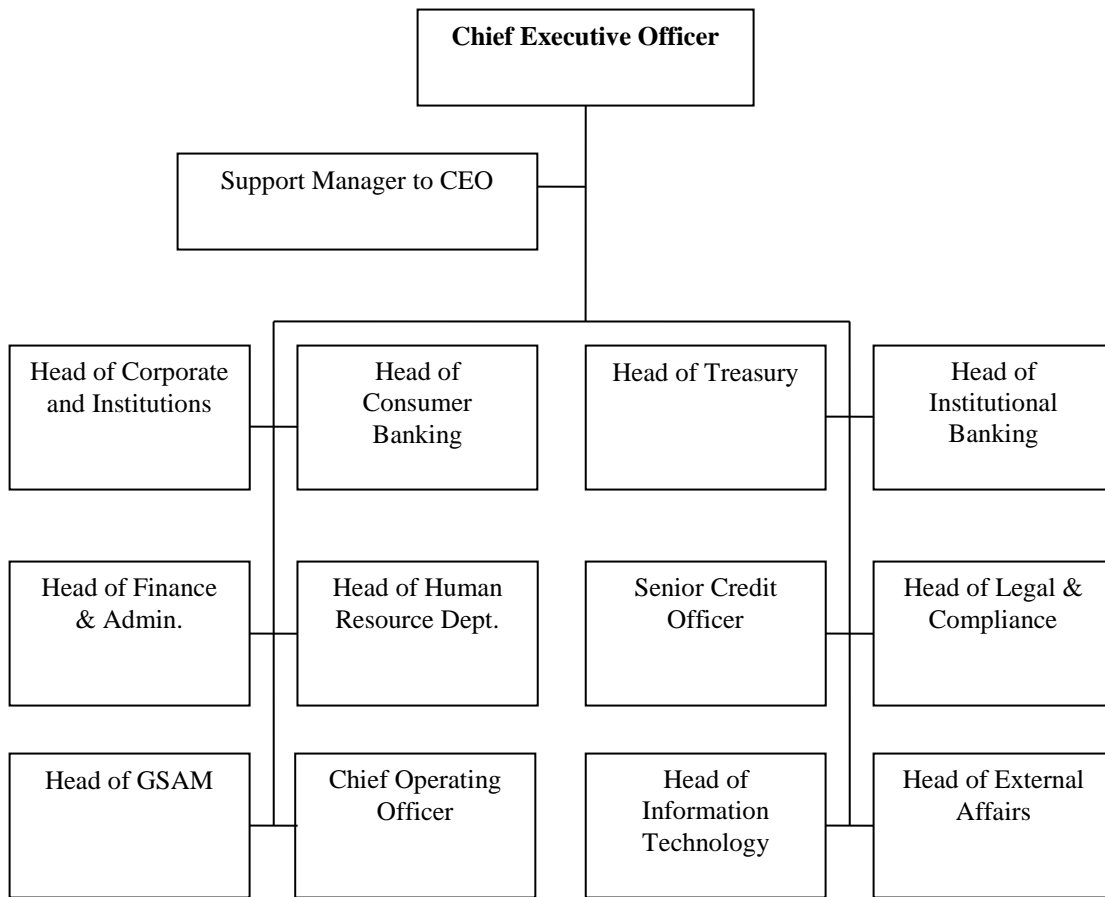 Chief Executive Officer
Support Manager to CEO
Head of Corporate
and Institutions
Head of
Consumer
Banking
Head of Treasury
Head of
Institutional
Banking
Head of Finance
& Admin.
Head of Human
Resource Dept.
Senior Credit
Officer
Head of Legal &
Compliance
Head of GSAM
Chief Operating
Officer
Head of
Information
Technology
Head of External
Affairs